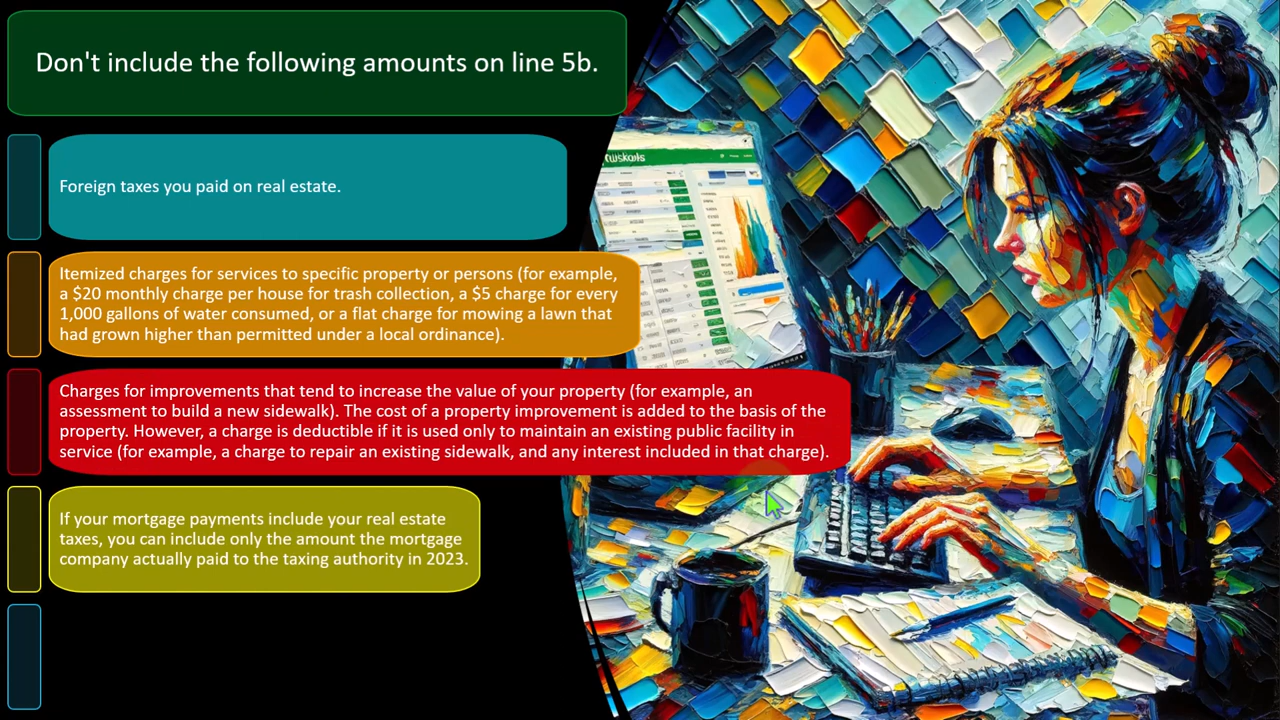 Don't include the following amounts on line 5b.
Foreign taxes you paid on real estate.
Itemized charges for services to specific property or persons (for example,
a $20 monthly charge per house for trash collection, a $5 charge for every
1,000 gallons of water consumed, or a flat charge for mowing a lawn that
had grown higher than permitted under a local ordinance).
Charges for improvements that tend to increase the value of your property (for example, an
assessment to build a new sidewalk). The cost of a property improvement is added to the basis of the
property. However, a charge is deductible if it is used only to maintain an existing public facility in
service (for example, a charge to repair an existing sidewalk, and any interest included in that charge).
If your mortgage payments include your real estate
taxes, you can include only the amount the mortgage
company actually paid to the taxing authority in 2023.